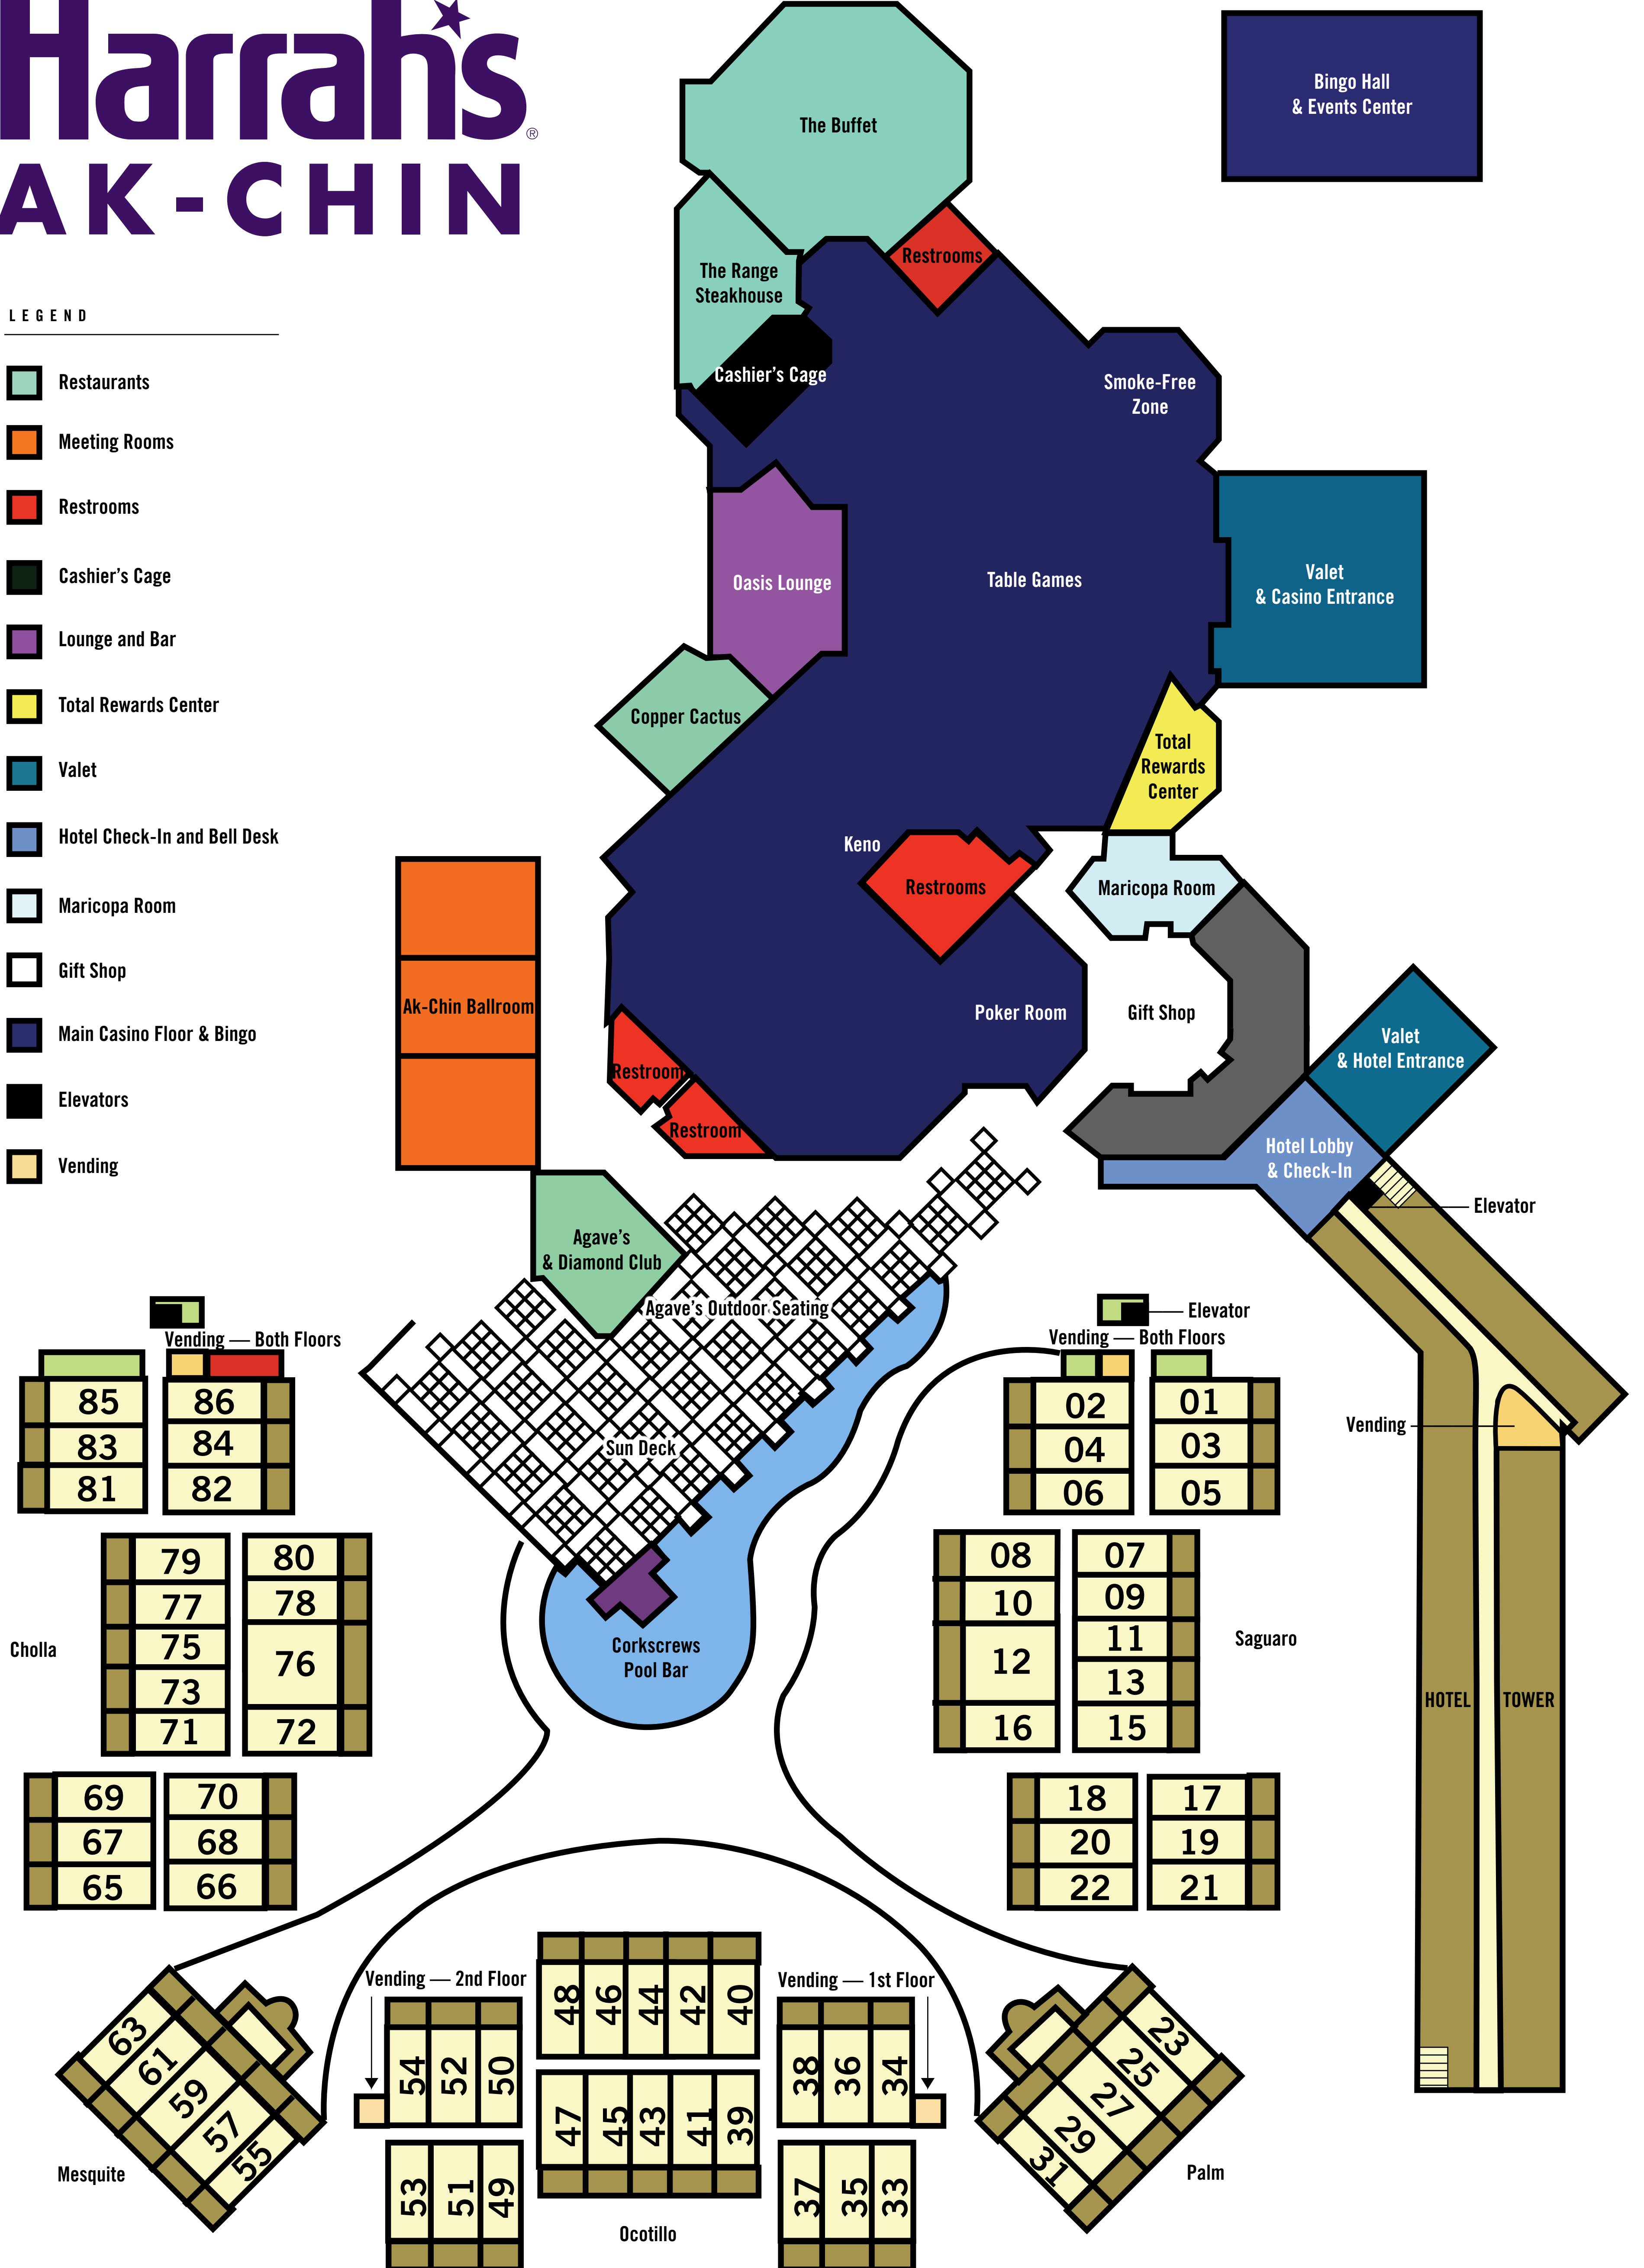 Harrah's®
AK-CHIN
LEGEND
Restaurants
Meeting Rooms
Restrooms
Cashier's Cage
Lounge and Bar
Total Rewards Center
Valet
Hotel Check-In and Bell Desk
Maricopa Room
Gift Shop
Main Casino Floor & Bingo
Elevators
Vending
The Buffet
Bingo Hall
& Events Center
Restrooms
The Range
Steakhouse
Cashier's Cage
Smoke-Free
Zone
Oasis Lounge
Table Games
Valet
& Casino Entrance
Copper Cactus
Total
Rewards
Center
Keno
Restrooms
Maricopa Room
Ak-Chin Ballroom
Poker Room
Gift Shop
Valet
& Hotel Entrance
Restroom
Restroom
Hotel Lobby
& Check-In
Elevator
Agave's
& Diamond Club
Agave's Outdoor Seating
Sun Deck
Corkscrews
Pool Bar
Vending — Both Floors
85
86
83
84
81
82
79
80
77
78
75
76
73
71
72
Cholla
69
70
67
68
65
66
Elevator
Vending — Both Floors
02
01
04
03
06
05
08
07
10
09
11
12
13
16
15
Saguaro
18
17
20
19
22
21
Vending
HOTEL
TOWER
63
61
59
57
55
Mesquite
Vending — 2nd Floor
54
52
50
53
51
49
48
46
44
42
40
47
45
43
41
39
Ocotillo
Vending — 1st Floor
38
36
34
37
35
33
23
25
27
29
31
Palm